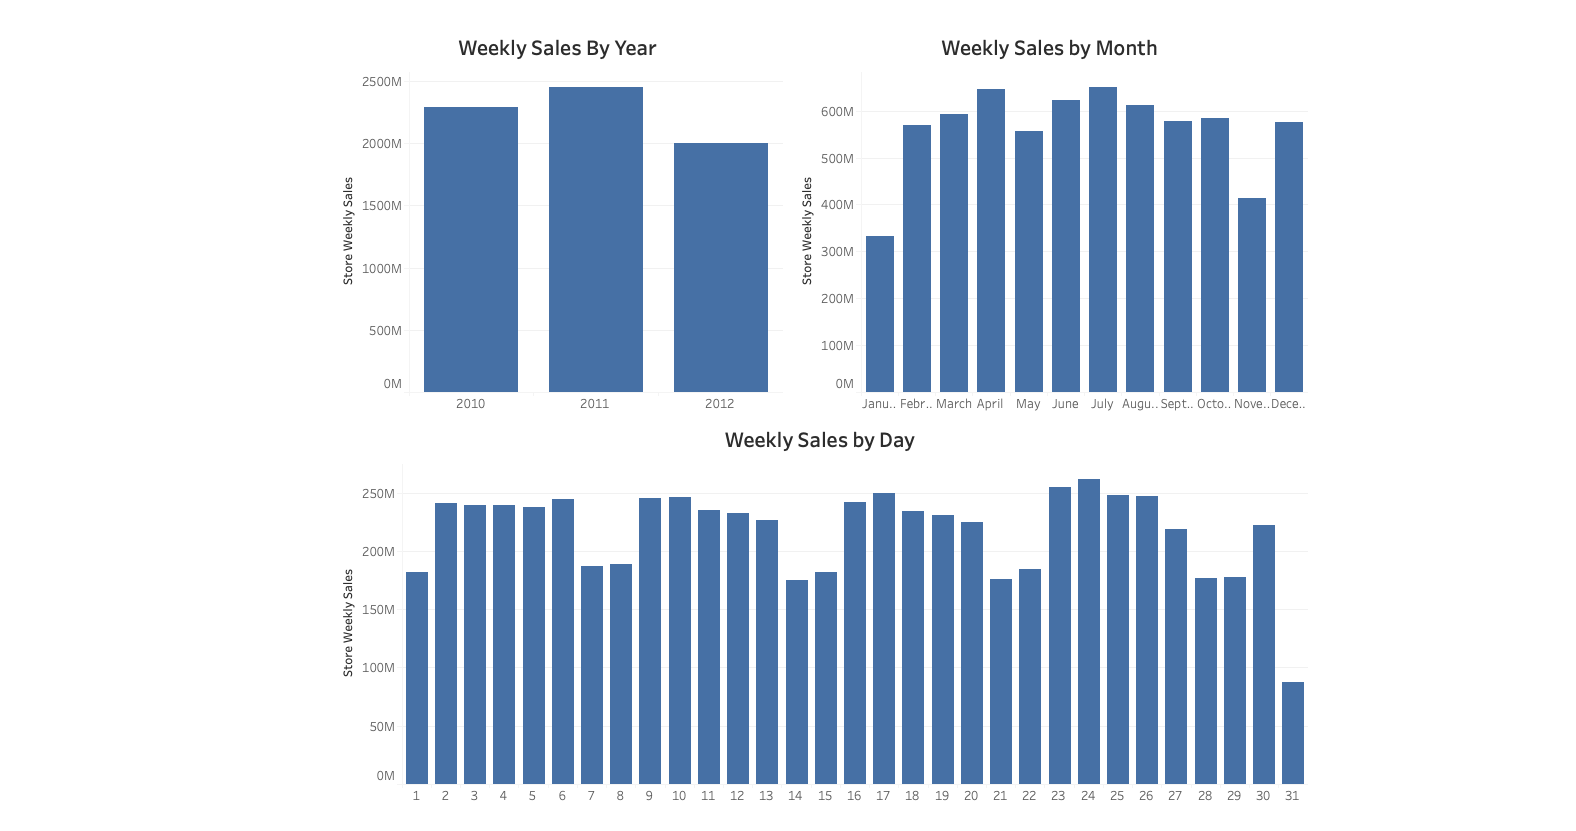 Weekly Sales By Year
Store Weekly Sales
2500M
2000M
1500M
1000M
500M
0M
2010 2011 2012
Weekly Sales by Month
Store Weekly Sales
600M
500M
400M
300M
200M
100M
0M
Janu.. Febr.. March April May June July Augu.. Sept.. Octo.. Nove.. Dece..
Weekly Sales by Day
Store Weekly Sales
250M
200M
150M
100M
50M
0M
1 2 3 4 5 6 7 8 9 10 11 12 13 14 15 16 17 18 19 20 21 22 23 24 25 26 27 28 29 30 31